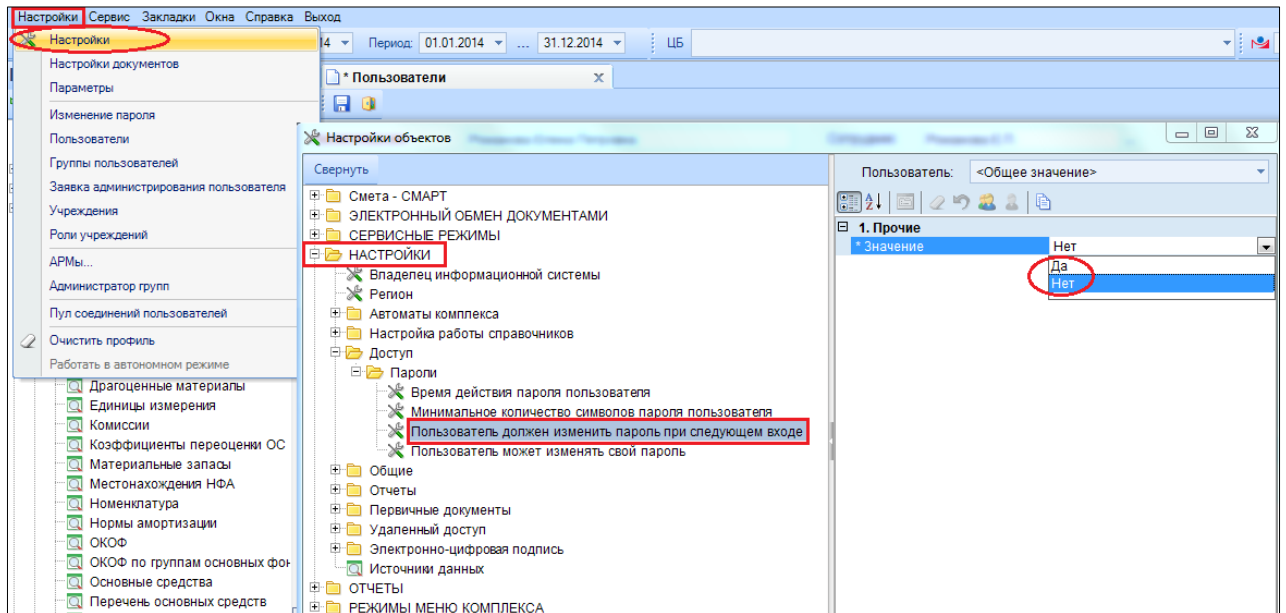 Настройки Сервис Закладки Окна Справка Выход
Настройки
14 Период: 01.01.2014 ... 31.12.2014 ЦБ
Настройки документов
* Пользователи x
Параметры
Изменение пароля
Пользователи
Группы пользователей
Заявка администрирования пользователя
Учреждения
Роли учреждений
АРМы...
Администратор групп
Пул соединений пользователей
Очистить профиль
Работать в автономном режиме
Драгоценные материалы
Единицы измерения
Комиссии
Коэффициенты переоценки ОС
Материальные запасы
Местонахождения НФА
Номенклатура
Нормы амортизации
ОКОФ
ОКОФ по группам основных фон
Основные средства
Перечень основных средств
Настройки объектов
Свернуть
Смета - СМАРТ
ЭЛЕКТРОННЫЙ ОБМЕН ДОКУМЕНТАМИ
СЕРВИСНЫЕ РЕЖИМЫ
НАСТРОЙКИ
Владелец информационной системы
Регион
Автоматы комплекса
Настройка работы справочников
Доступ
Пароли
Время действия пароля пользователя
Минимальное количество символов пароля пользователя
Пользователь должен изменить пароль при следующем входе
Пользователь может изменять свой пароль
Общие
Отчеты
Первичные документы
Удаленный доступ
Электронно-цифровая подпись
Источники данных
ОТЧЕТЫ
РЕЖИМЫ МЕНЮ КОМПЛЕКСА
Пользователь: <Общее значение>
1. Прочие
* Значение Нет
Да
Нет